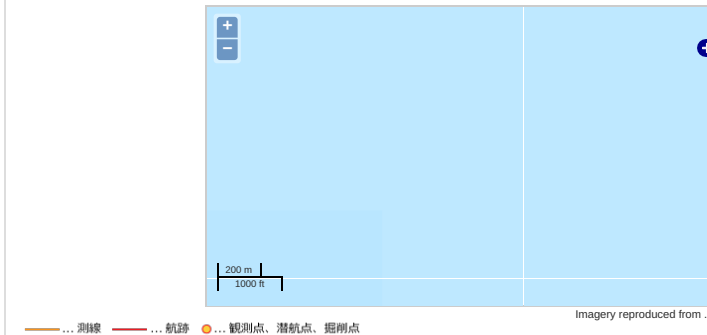 +
−
200 m
1000 ft
Imagery reproduced from .
... 測線 ... 航跡 ... 観測点、潜航点、掘削点